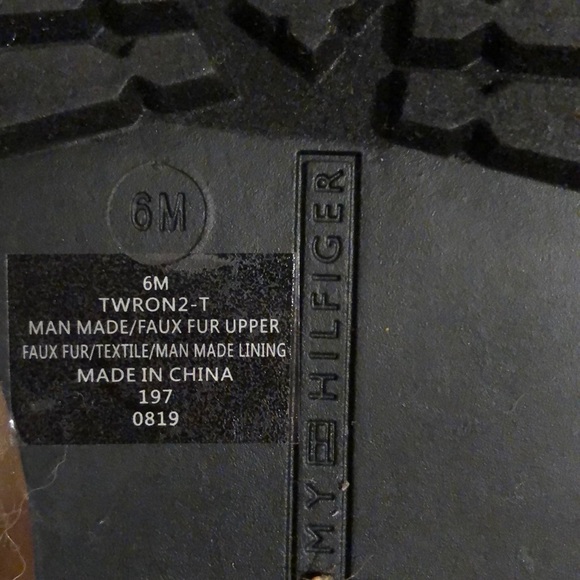 6M
6M
TWRON2-T
MAN MADE/FAUX FUR UPPER
FAUX FUR/TEXTILE/MAN MADE LINING
MADE IN CHINA
197
0819
MY HILFIGER